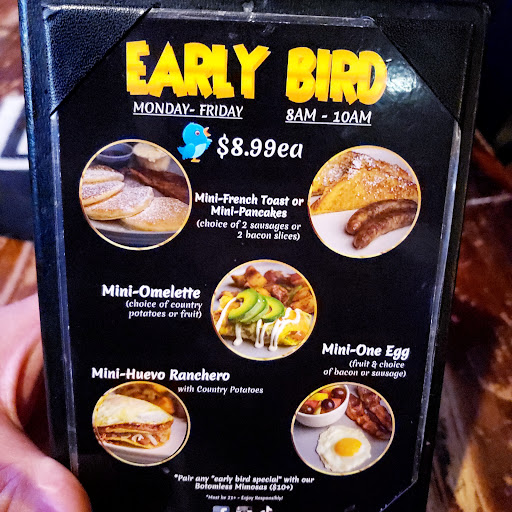 EARLY BIRD
MONDAY- FRIDAY 8AM - 10AM
$8.99ea
Mini-French Toast or
Mini-Pancakes
(choice of 2 sausages or
2 bacon slices)
Mini-Omelette
(choice of country
potatoes or fruit)
Mini-One Egg
(fruit & choice
of bacon or sausage)
Mini-Huevo Ranchero
with Country Potatoes
*Pair any "early bird special" with our
Botomless Mimosas ($10+)
*Must be 21+ - Enjoy Responsibly!